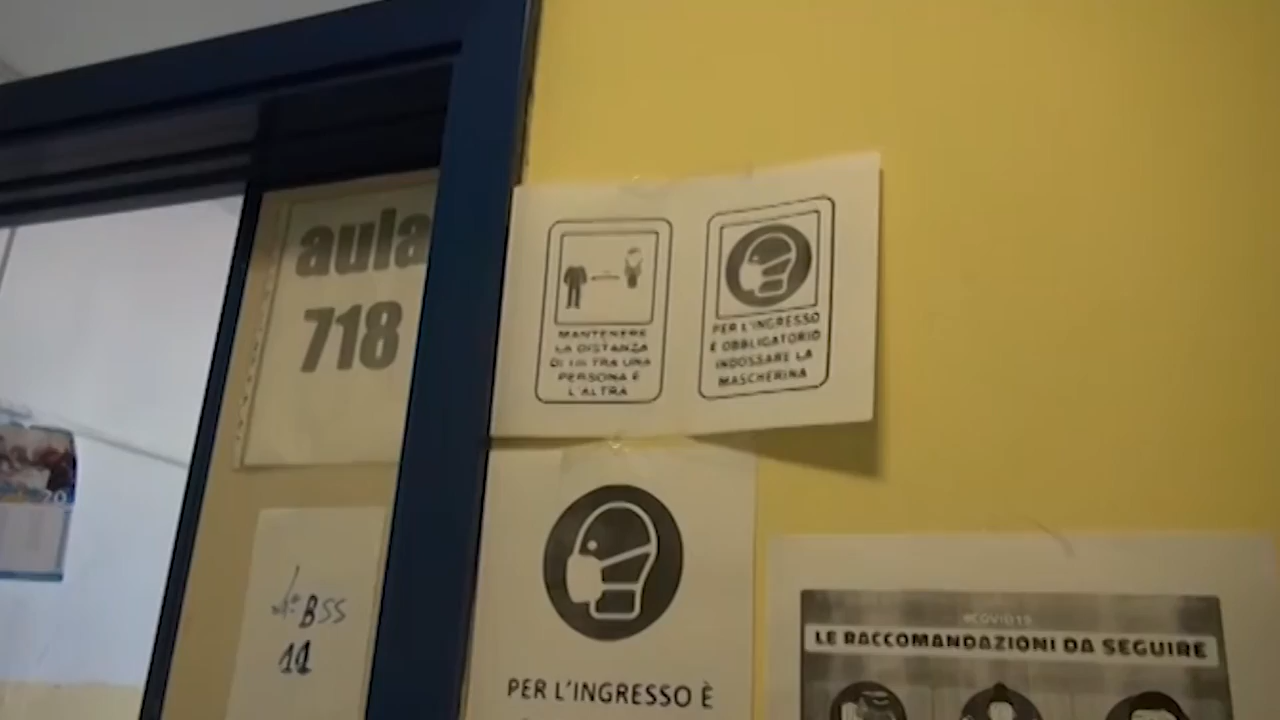 aula
718
MANTENERE
LA DISTANZA
DI 1 M TRA UNA
PERSONA E
L'ALTRA
PER L'INGRESSO
È OBBLIGATORIO
INDOSSARE LA
MASCHERINA
BSS
11
PER L'INGRESSO È
#COVID19
LE RACCOMANDAZIONI DA SEGUIRE